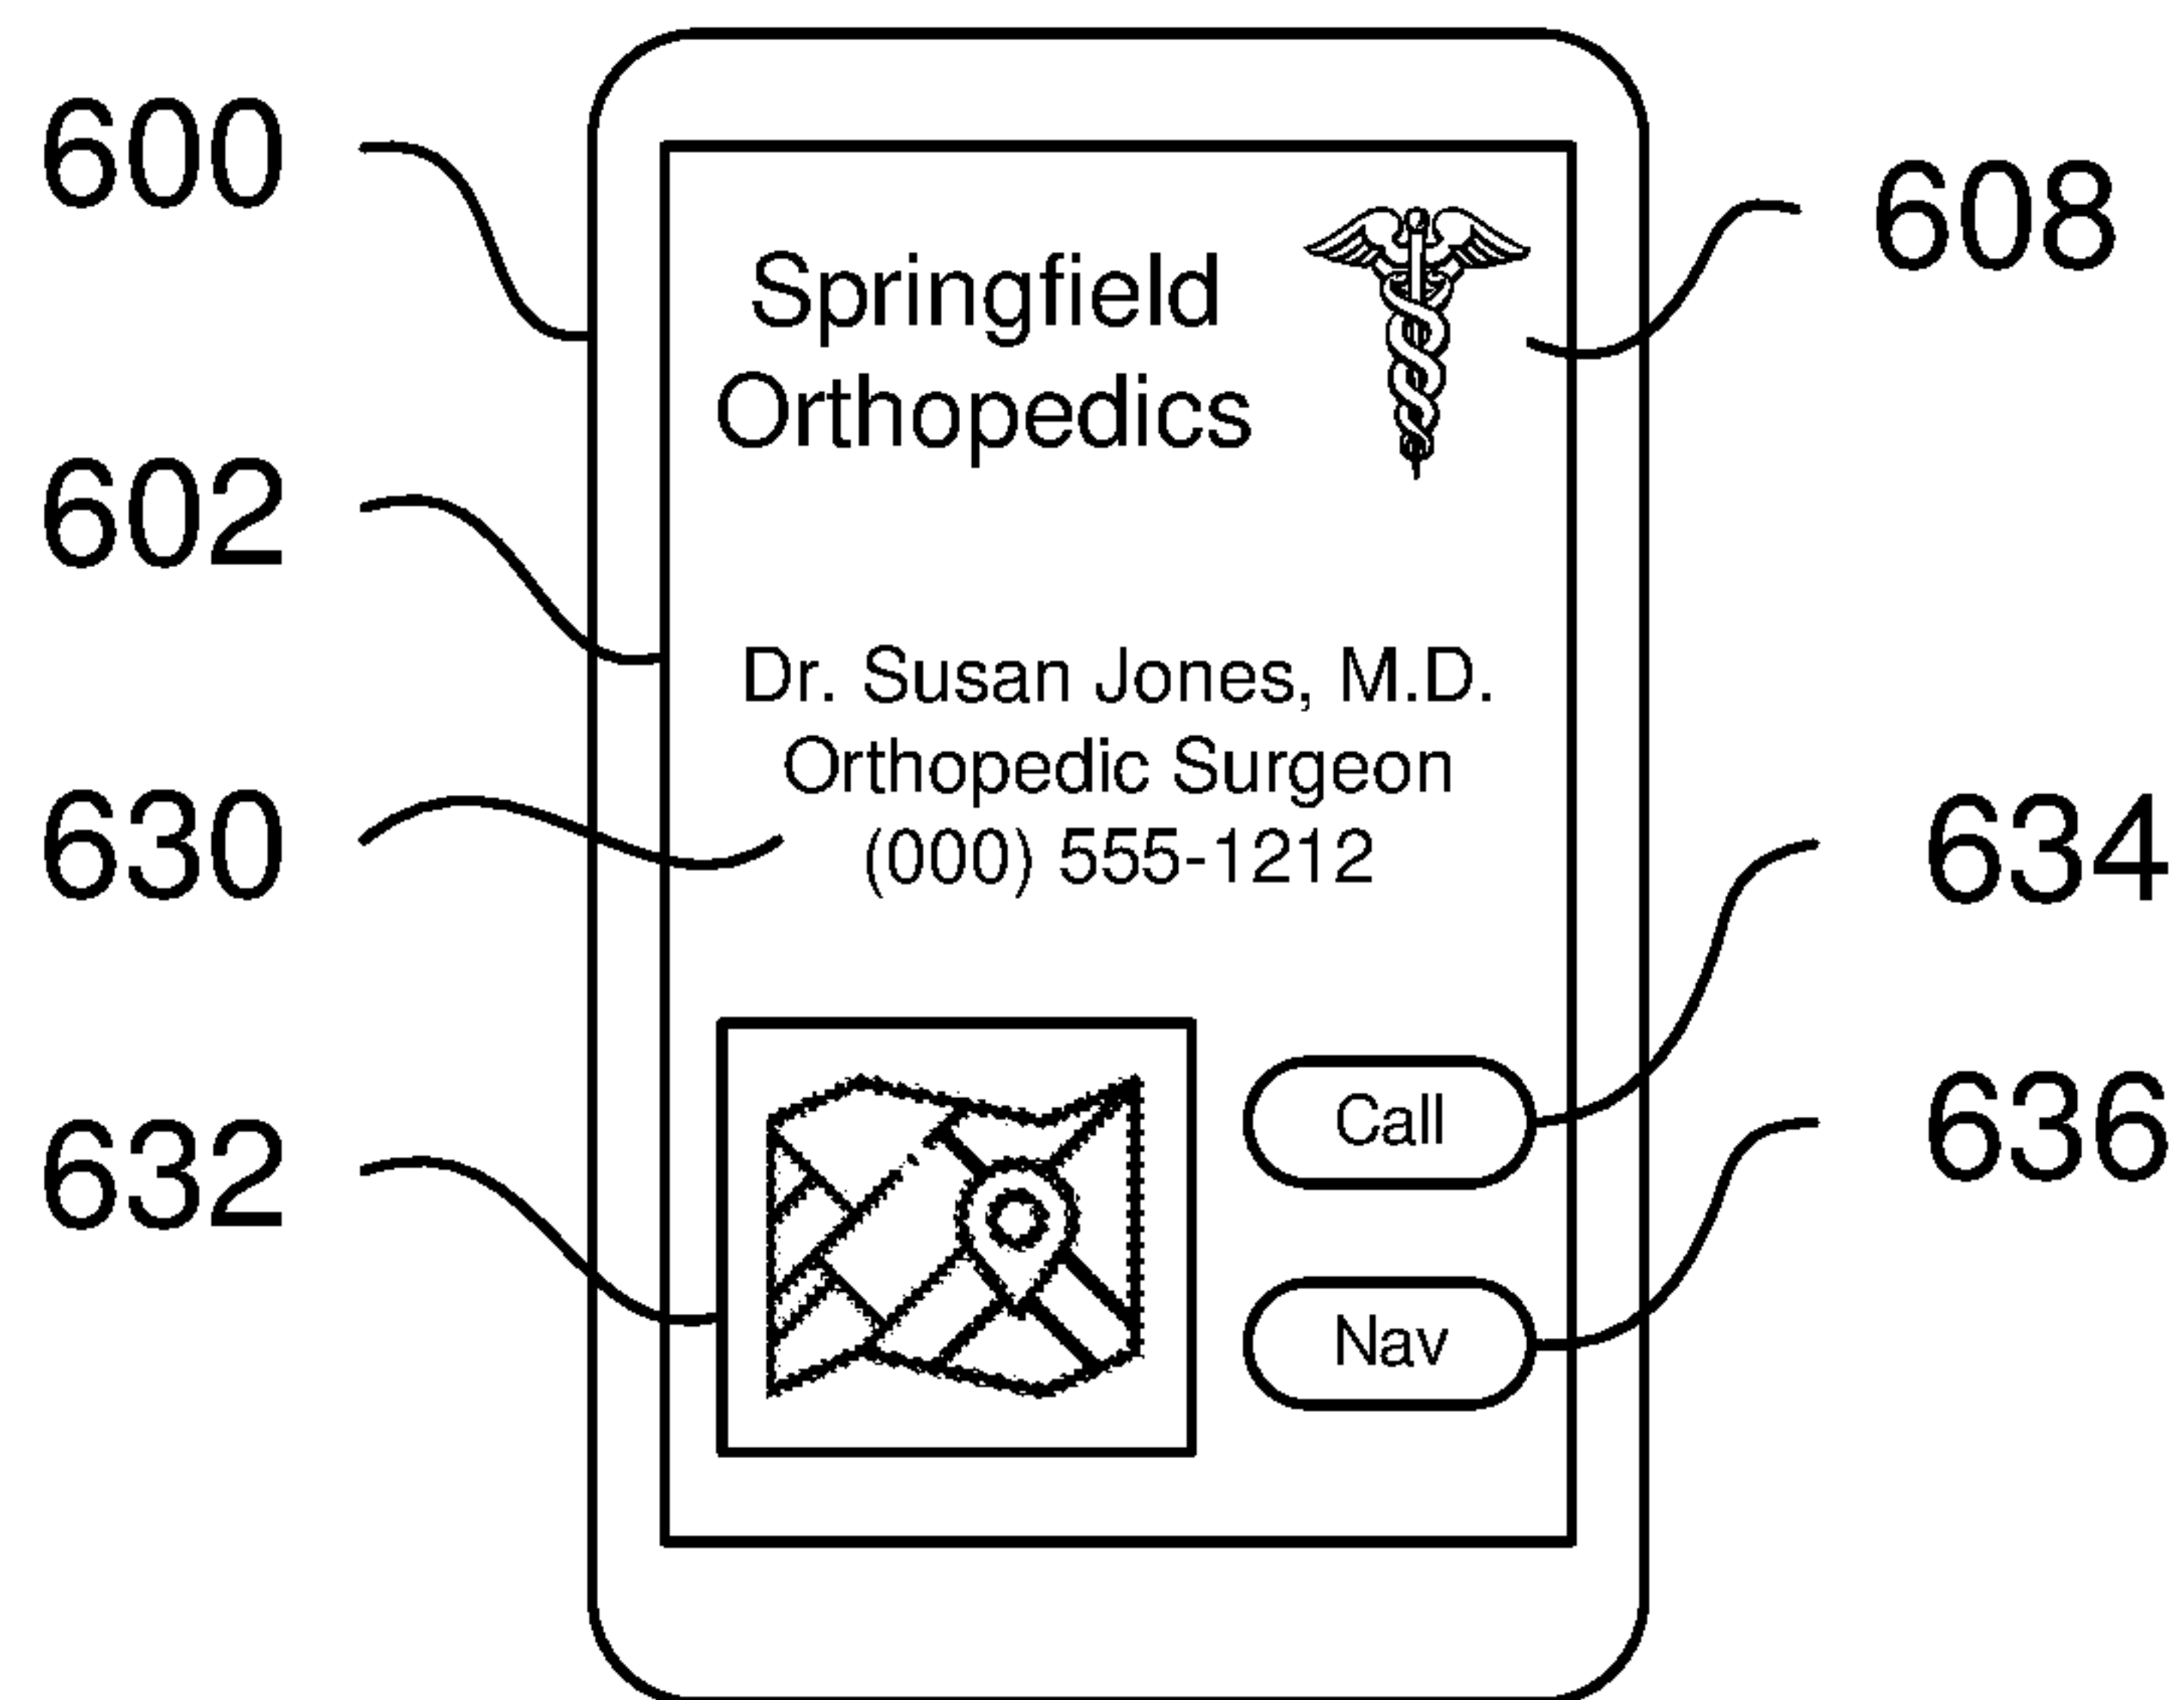 600
608
Springfield
Orthopedics
602
Dr. Susan Jones, M.D.
Orthopedic Surgeon
630
(000) 555-1212
634
Call
636
632
Nav